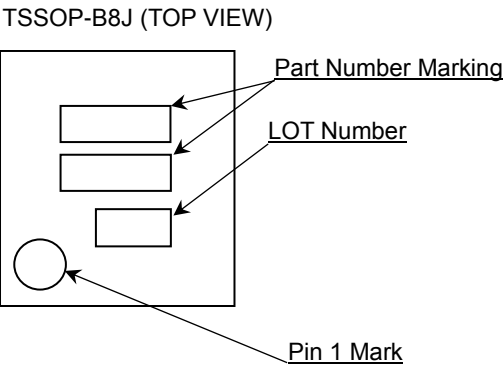 TSSOP-B8J (TOP VIEW)
Part Number Marking
LOT Number
Pin 1 Mark